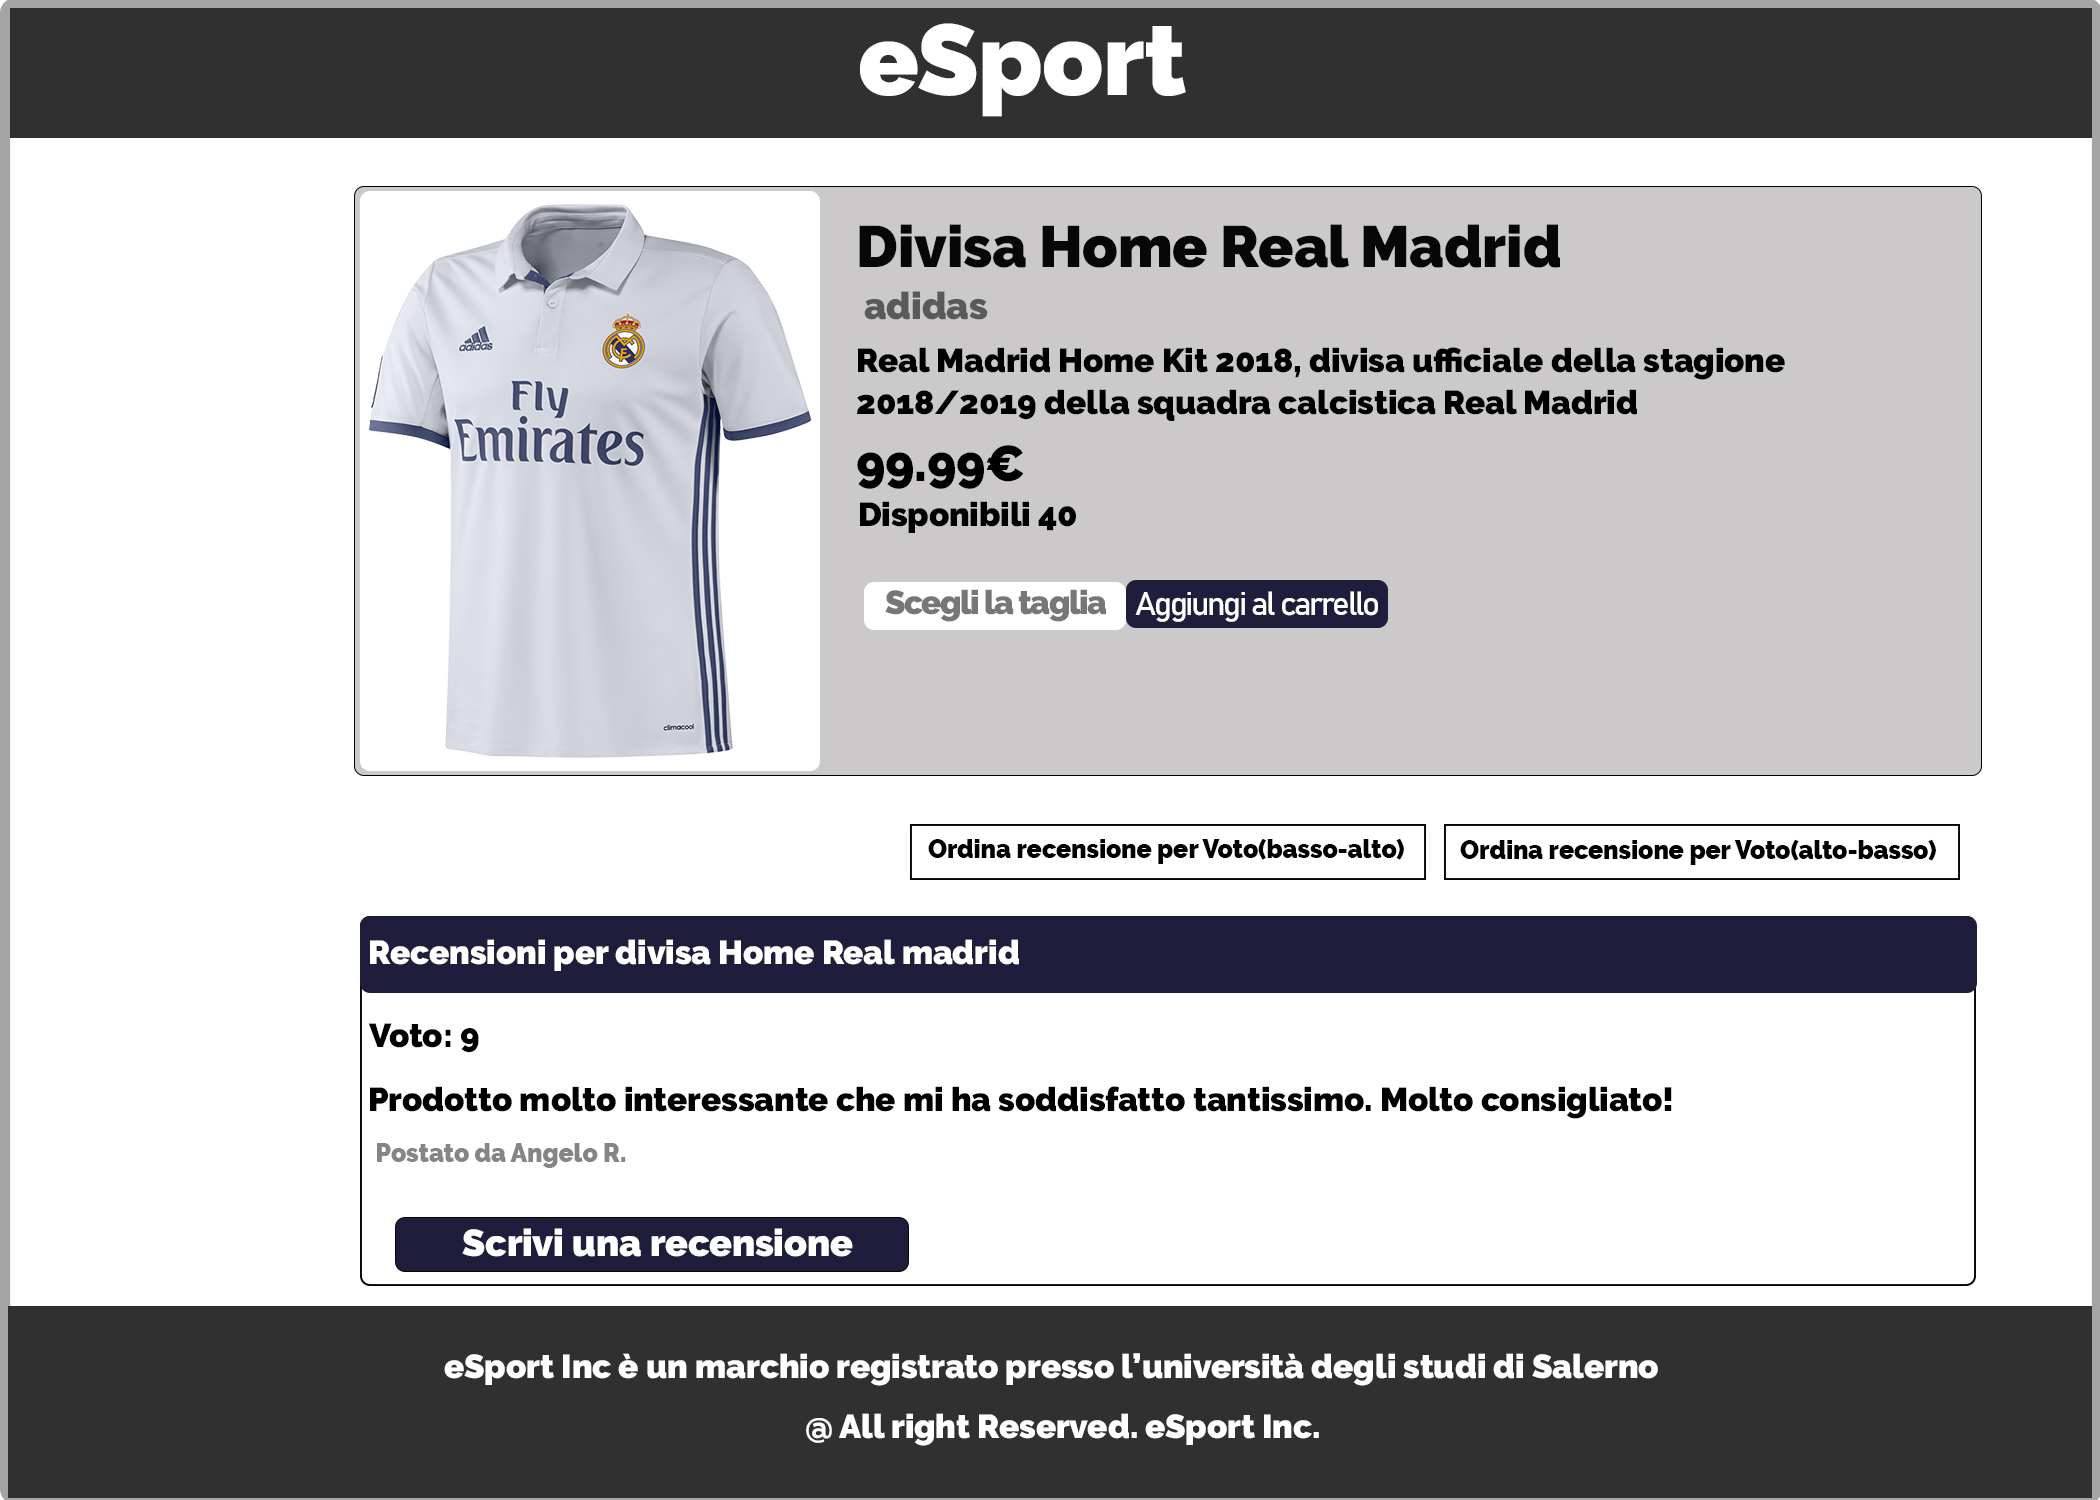 eSport
adidas
Fly
Emirates
climacool
Divisa Home Real Madrid
adidas
Real Madrid Home Kit 2018, divisa ufficiale della stagione
2018/2019 della squadra calcistica Real Madrid
99.99€
Disponibili 40
Scegli la taglia
Aggiungi al carrello
Ordina recensione per Voto(basso-alto)
Ordina recensione per Voto(alto-basso)
Recensioni per divisa Home Real madrid
Voto: 9
Prodotto molto interessante che mi ha soddisfatto tantissimo. Molto consigliato!
Postato da Angelo R.
Scrivi una recensione
eSport Inc è un marchio registrato presso l’università degli studi di Salerno
@ All right Reserved. eSport Inc.